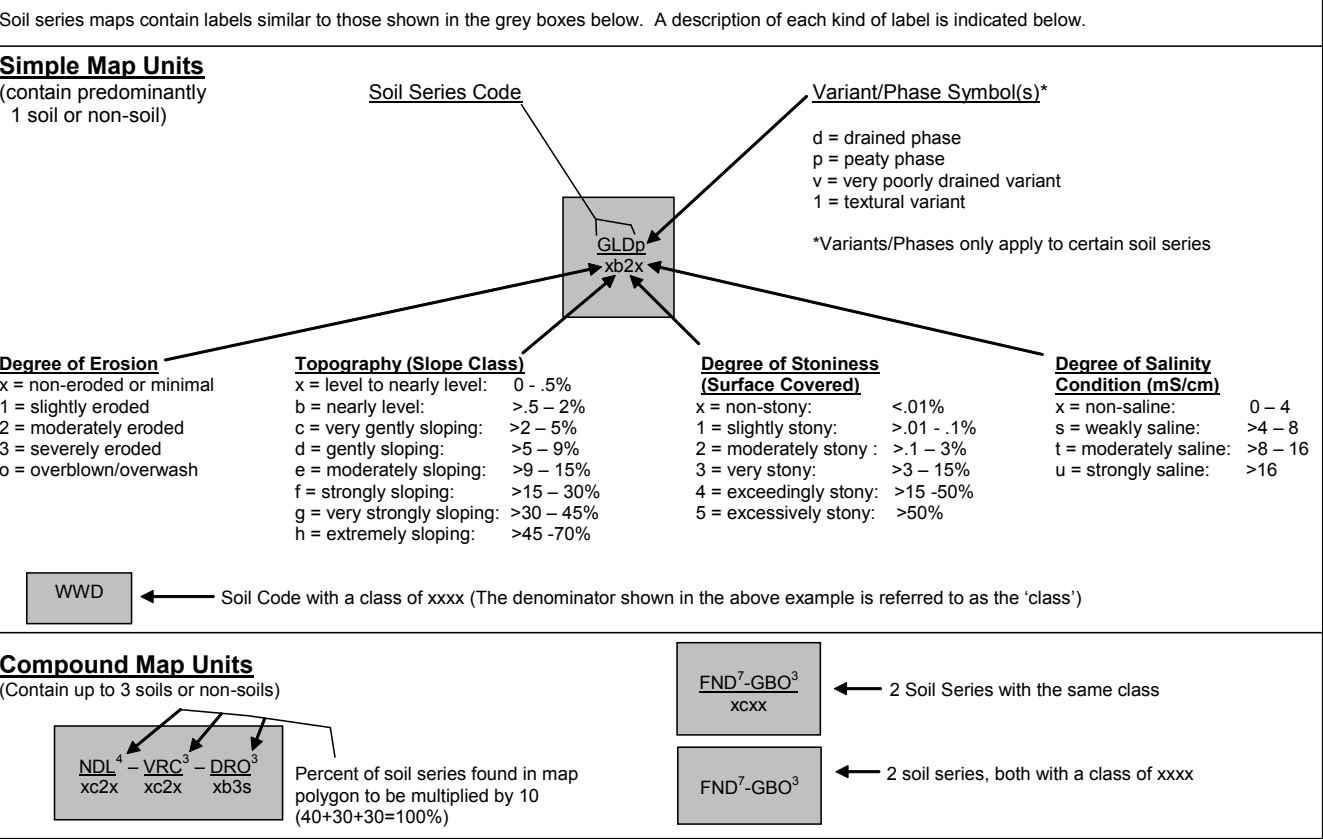 Soil series maps contain labels similar to those shown in the grey boxes below. A description of each kind of label is indicated below.
Simple Map Units
(contain predominantly
1 soil or non-soil)
Soil Series Code
Variant/Phase Symbol(s)*
d = drained phase
p = peaty phase
v = very poorly drained variant
1 = textural variant
*Variants/Phases only apply to certain soil series
GLDp
xb2x
Degree of Erosion
x = non-eroded or minimal
1 = slightly eroded
2 = moderately eroded
3 = severely eroded
o = overblown/overwash
Topography (Slope Class)
x = level to nearly level: 0 - .5%
b = nearly level: >.5 – 2%
c = very gently sloping: >2 – 5%
d = gently sloping: >5 – 9%
e = moderately sloping: >9 – 15%
f = strongly sloping: >15 – 30%
g = very strongly sloping: >30 – 45%
h = extremely sloping: >45 -70%
Degree of Stoniness
(Surface Covered)
x = non-stony: <.01%
1 = slightly stony: >.01 - .1%
2 = moderately stony : >.1 – 3%
3 = very stony: >3 – 15%
4 = exceedingly stony: >15 -50%
5 = excessively stony: >50%
Degree of Salinity
Condition (mS/cm)
x = non-saline: 0 – 4
s = weakly saline: >4 – 8
t = moderately saline: >8 – 16
u = strongly saline: >16
WWD
Soil Code with a class of xxxx (The denominator shown in the above example is referred to as the 'class')
Compound Map Units
(Contain up to 3 soils or non-soils)
NDL⁴ – VRC³ – DRO³
xc2x xc2x xb3s
Percent of soil series found in map
polygon to be multiplied by 10
(40+30+30=100%)
FND⁷-GBO³
xcxx
2 Soil Series with the same class
FND⁷-GBO³
2 soil series, both with a class of xxxx